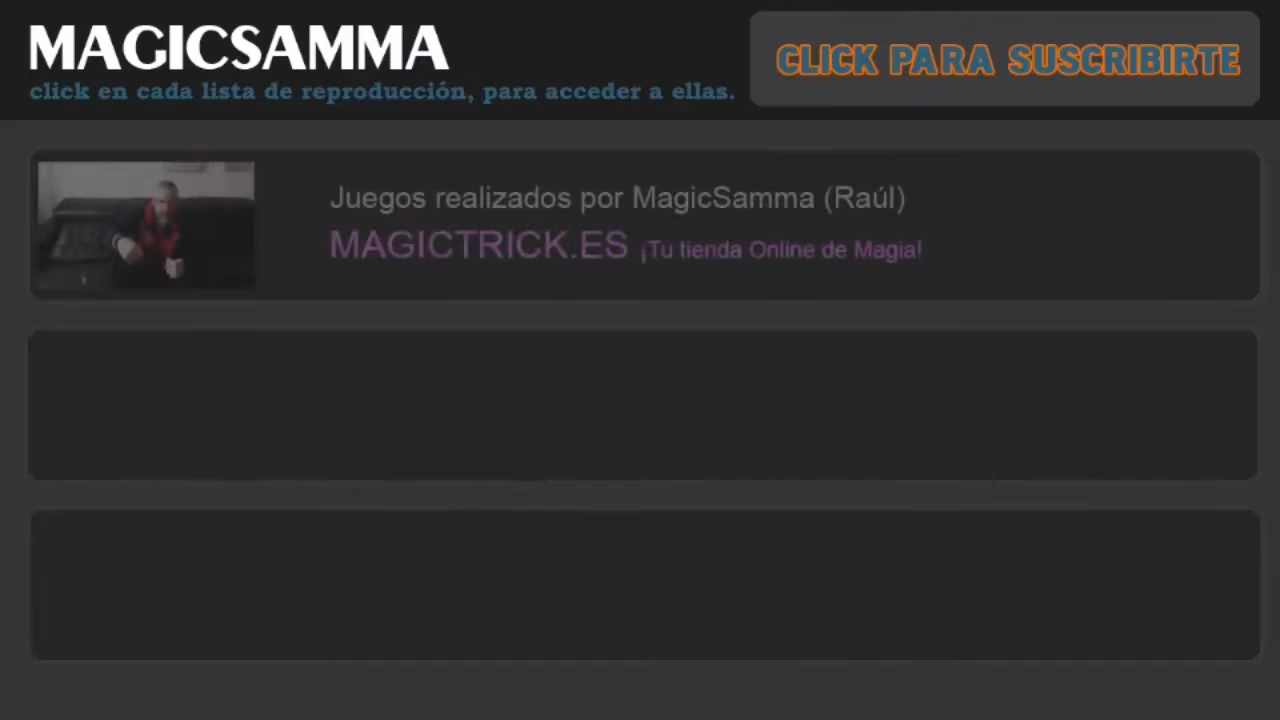 MAGICSAMMA
click en cada lista de reproducción, para acceder a ellas.
CLICK PARA SUSCRIBIRTE
Juegos realizados por MagicSamma (Raúl)
MAGICTRICK.ES ¡Tu tienda Online de Magia!